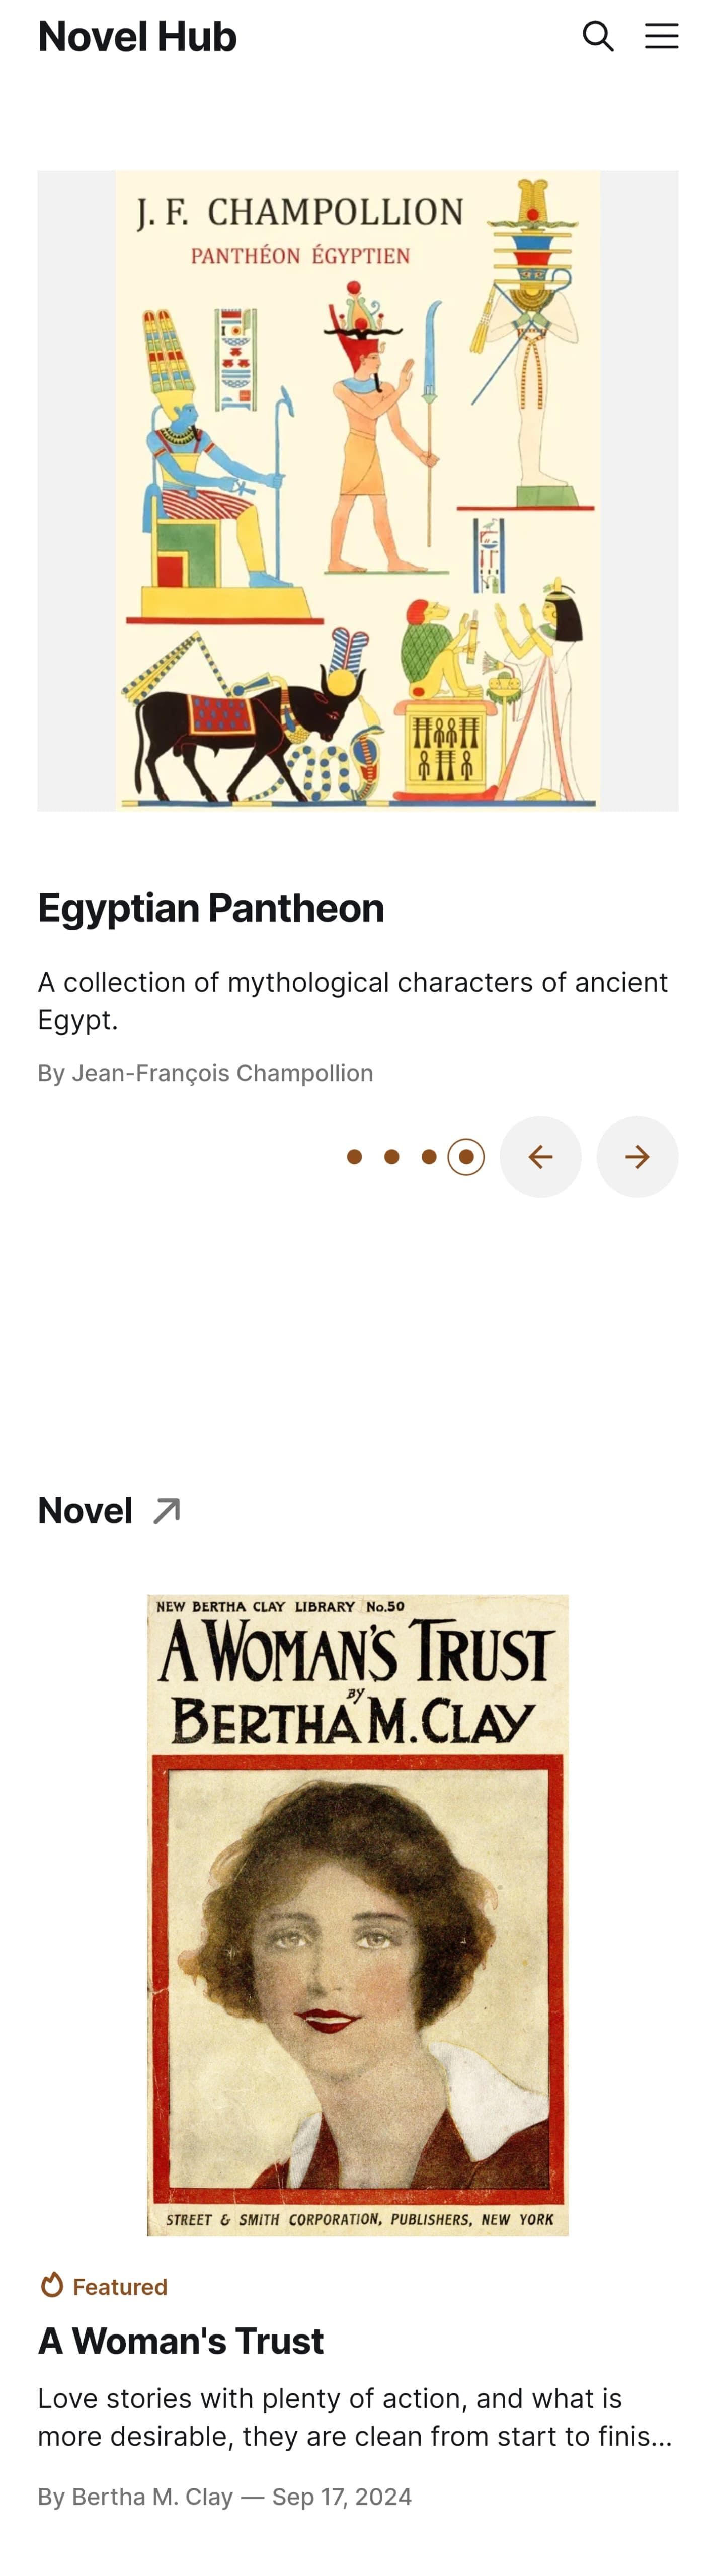 Novel Hub
J. F. CHAMPOLLION
PANTHÉON ÉGYPTIEN
Egyptian Pantheon
A collection of mythological characters of ancient
Egypt.
By Jean-François Champollion
Novel
NEW BERTHA CLAY LIBRARY No.50
A WOMAN'S TRUST
BY
BERTHA M. CLAY
STREET & SMITH CORPORATION, PUBLISHERS, NEW YORK
Featured
A Woman's Trust
Love stories with plenty of action, and what is
more desirable, they are clean from start to finis...
By Bertha M. Clay — Sep 17, 2024